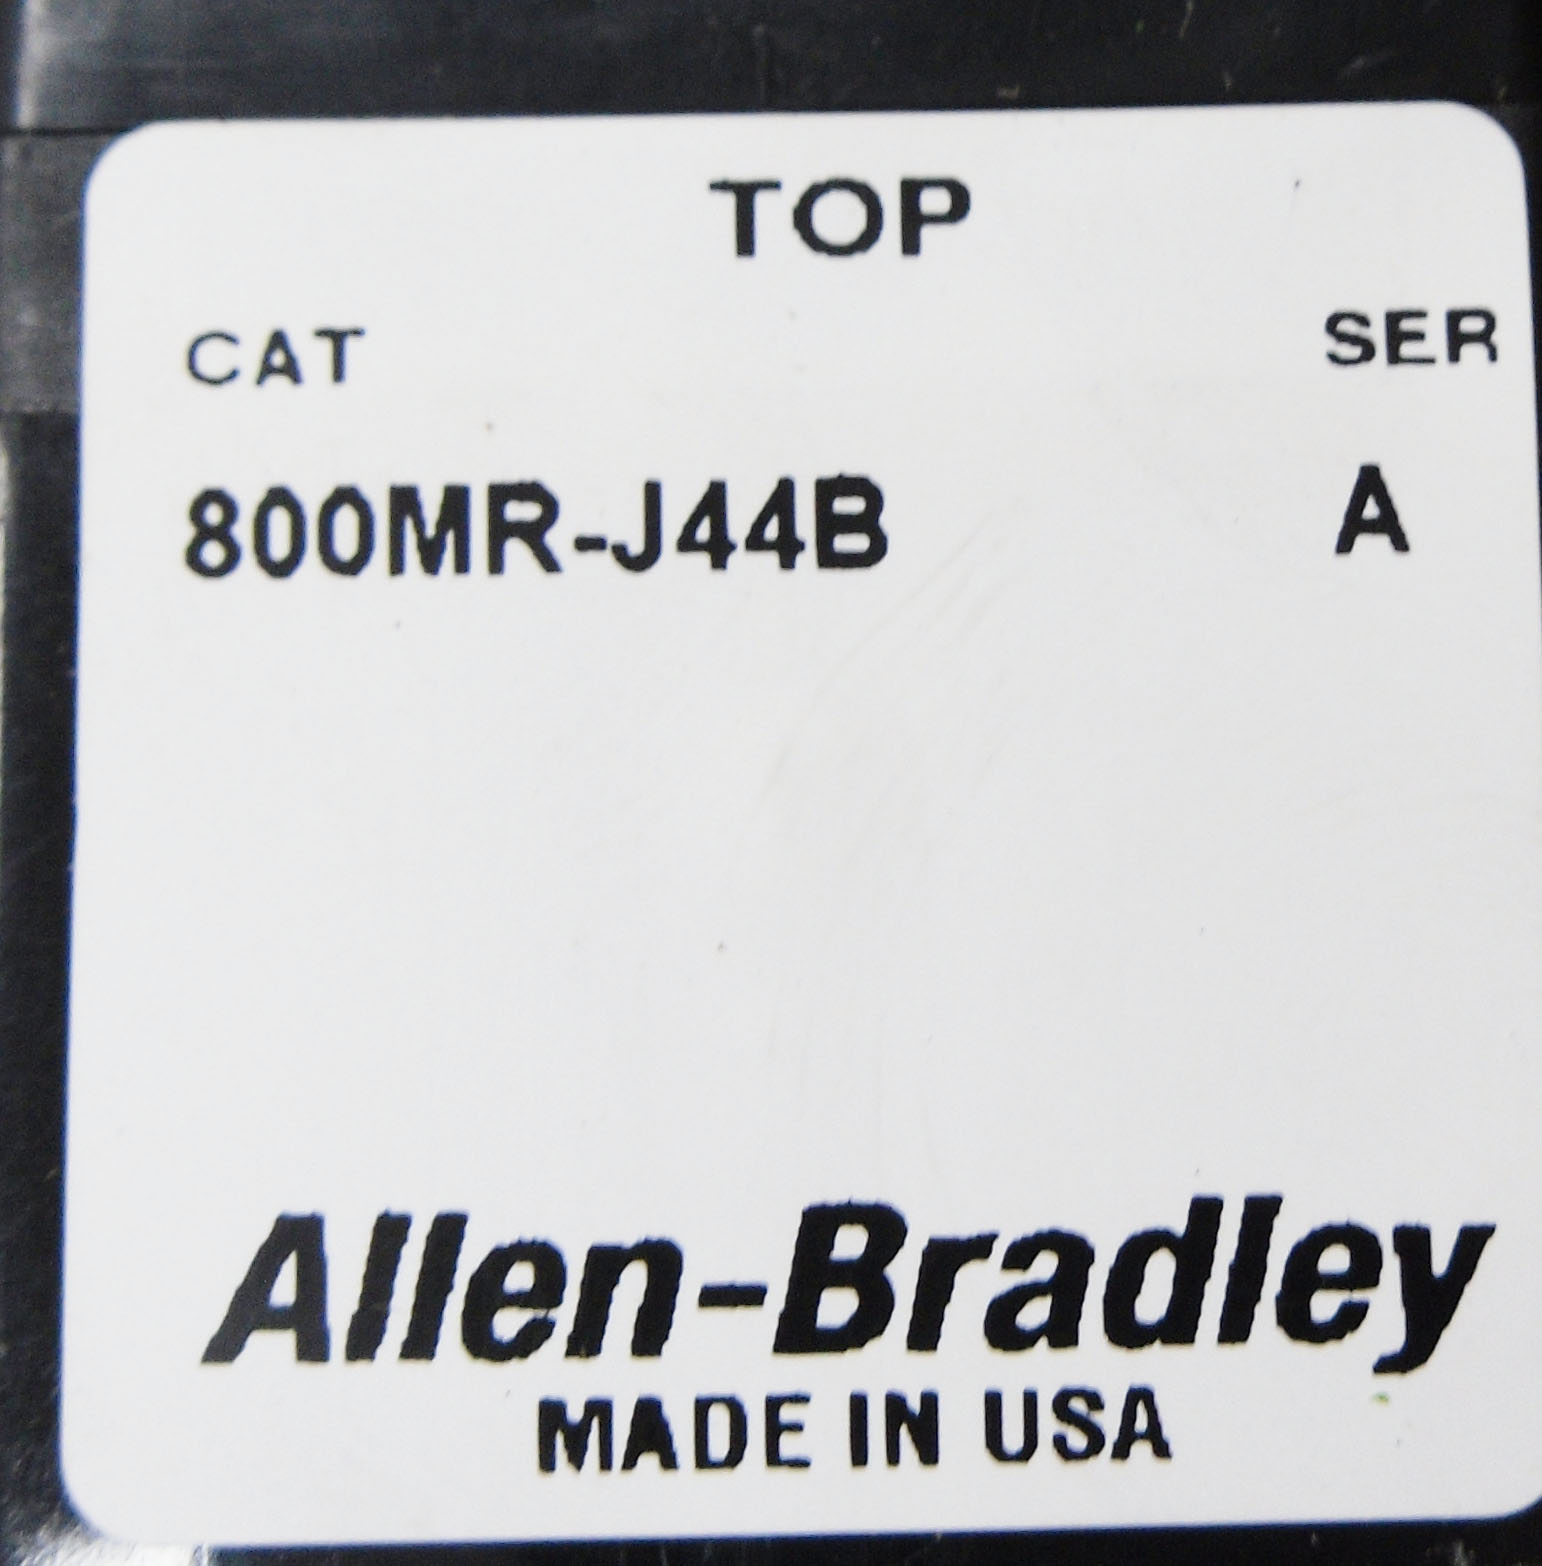 TOP
CAT SER
800MR-J44B A
Allen-Bradley
MADE IN USA